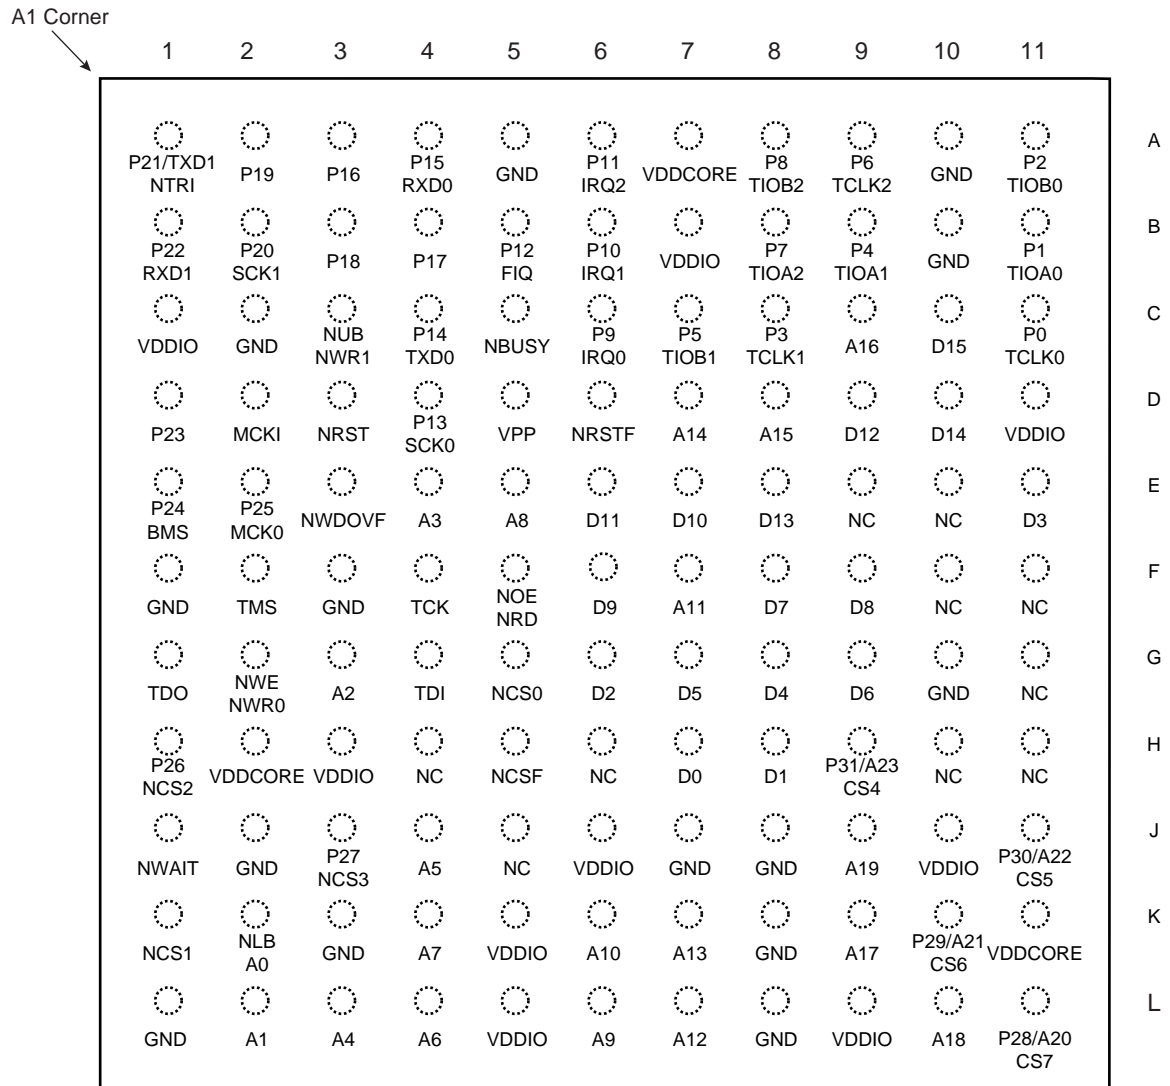 A1 Corner
1 2 3 4 5 6 7 8 9 10 11
A
P21/TXD1 P15 P11 P8 P6 P2
P19 P16 GND VDDCORE GND
NTRI RXD0 IRQ2 TIOB2 TCLK2 TIOB0
B
P22 P20 P12 P10 P7 P4 P1
P18 P17 VDDIO GND
RXD1 SCK1 FIQ IRQ1 TIOA2 TIOA1 TIOA0
C
NUB P14 P9 P5 P3 P0
VDDIO GND NBUSY A16 D15
NWR1 TXD0 IRQ0 TIOB1 TCLK1 TCLK0
D
P13
P23 MCKI NRST VPP NRSTF A14 A15 D12 D14 VDDIO
SCK0
E
P24 P25
NWDOVF A3 A8 D11 D10 D13 NC NC D3
BMS MCK0
F
NOE
GND TMS GND TCK D9 A11 D7 D8 NC NC
NRD
G
NWE
TDO A2 TDI NCS0 D2 D5 D4 D6 GND NC
NWR0
H
P26 P31/A23
VDDCORE VDDIO NC NCSF NC D0 D1 NC NC
NCS2 CS4
J
P27 P30/A22
NWAIT GND A5 NC VDDIO GND GND A19 VDDIO
NCS3 CS5
K
NLB P29/A21
NCS1 GND A7 VDDIO A10 A13 GND A17 VDDCORE
A0 CS6
L
GND A1 A4 A6 VDDIO A9 A12 GND VDDIO A18 P28/A20
CS7